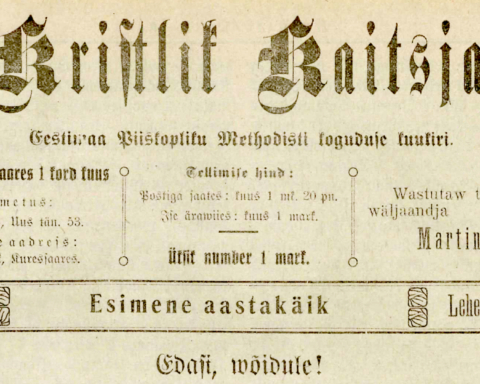 Kristlik Kaitsja
Eestimaa Piiskopliku Methodisti koguduse kuukiri.
aares 1 kord kuus
metus:
, Uus tän. 53.
e aadress:
, Kuresaares.
Tellimise hind:
Postiga saates: kuus 1 mk. 20 pn.
Ise ärawiies: kuus 1 mark.
Üksik number 1 mark.
Wastutaw t
wäljaandja
Martin
Esimene aastakäik
Lehe
Edasi, wõidule!